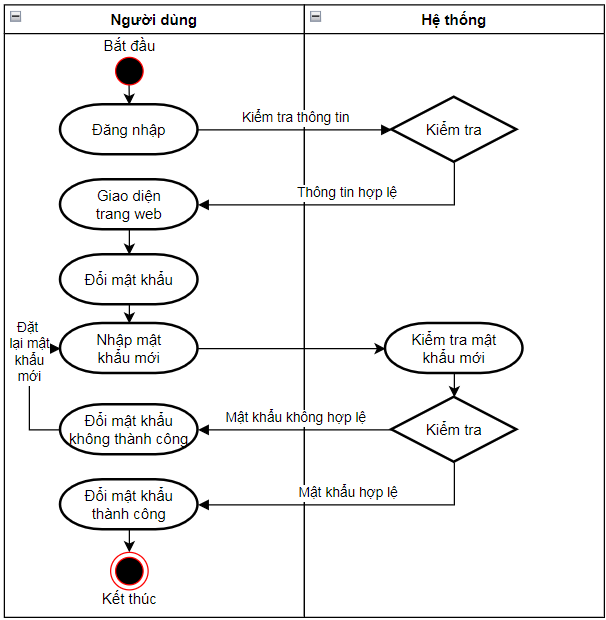 Người dùng
Hệ thống
Bắt đầu
Đăng nhập
Kiểm tra thông tin
Kiểm tra
Thông tin hợp lệ
Giao diện
trang web
Đổi mật khẩu
Đặt
lại mật
khẩu
mới
Nhập mật
khẩu mới
Kiểm tra mật
khẩu mới
Đổi mật khẩu
không thành công
Mật khẩu không hợp lệ
Kiểm tra
Mật khẩu hợp lệ
Đổi mật khẩu
thành công
Kết thúc